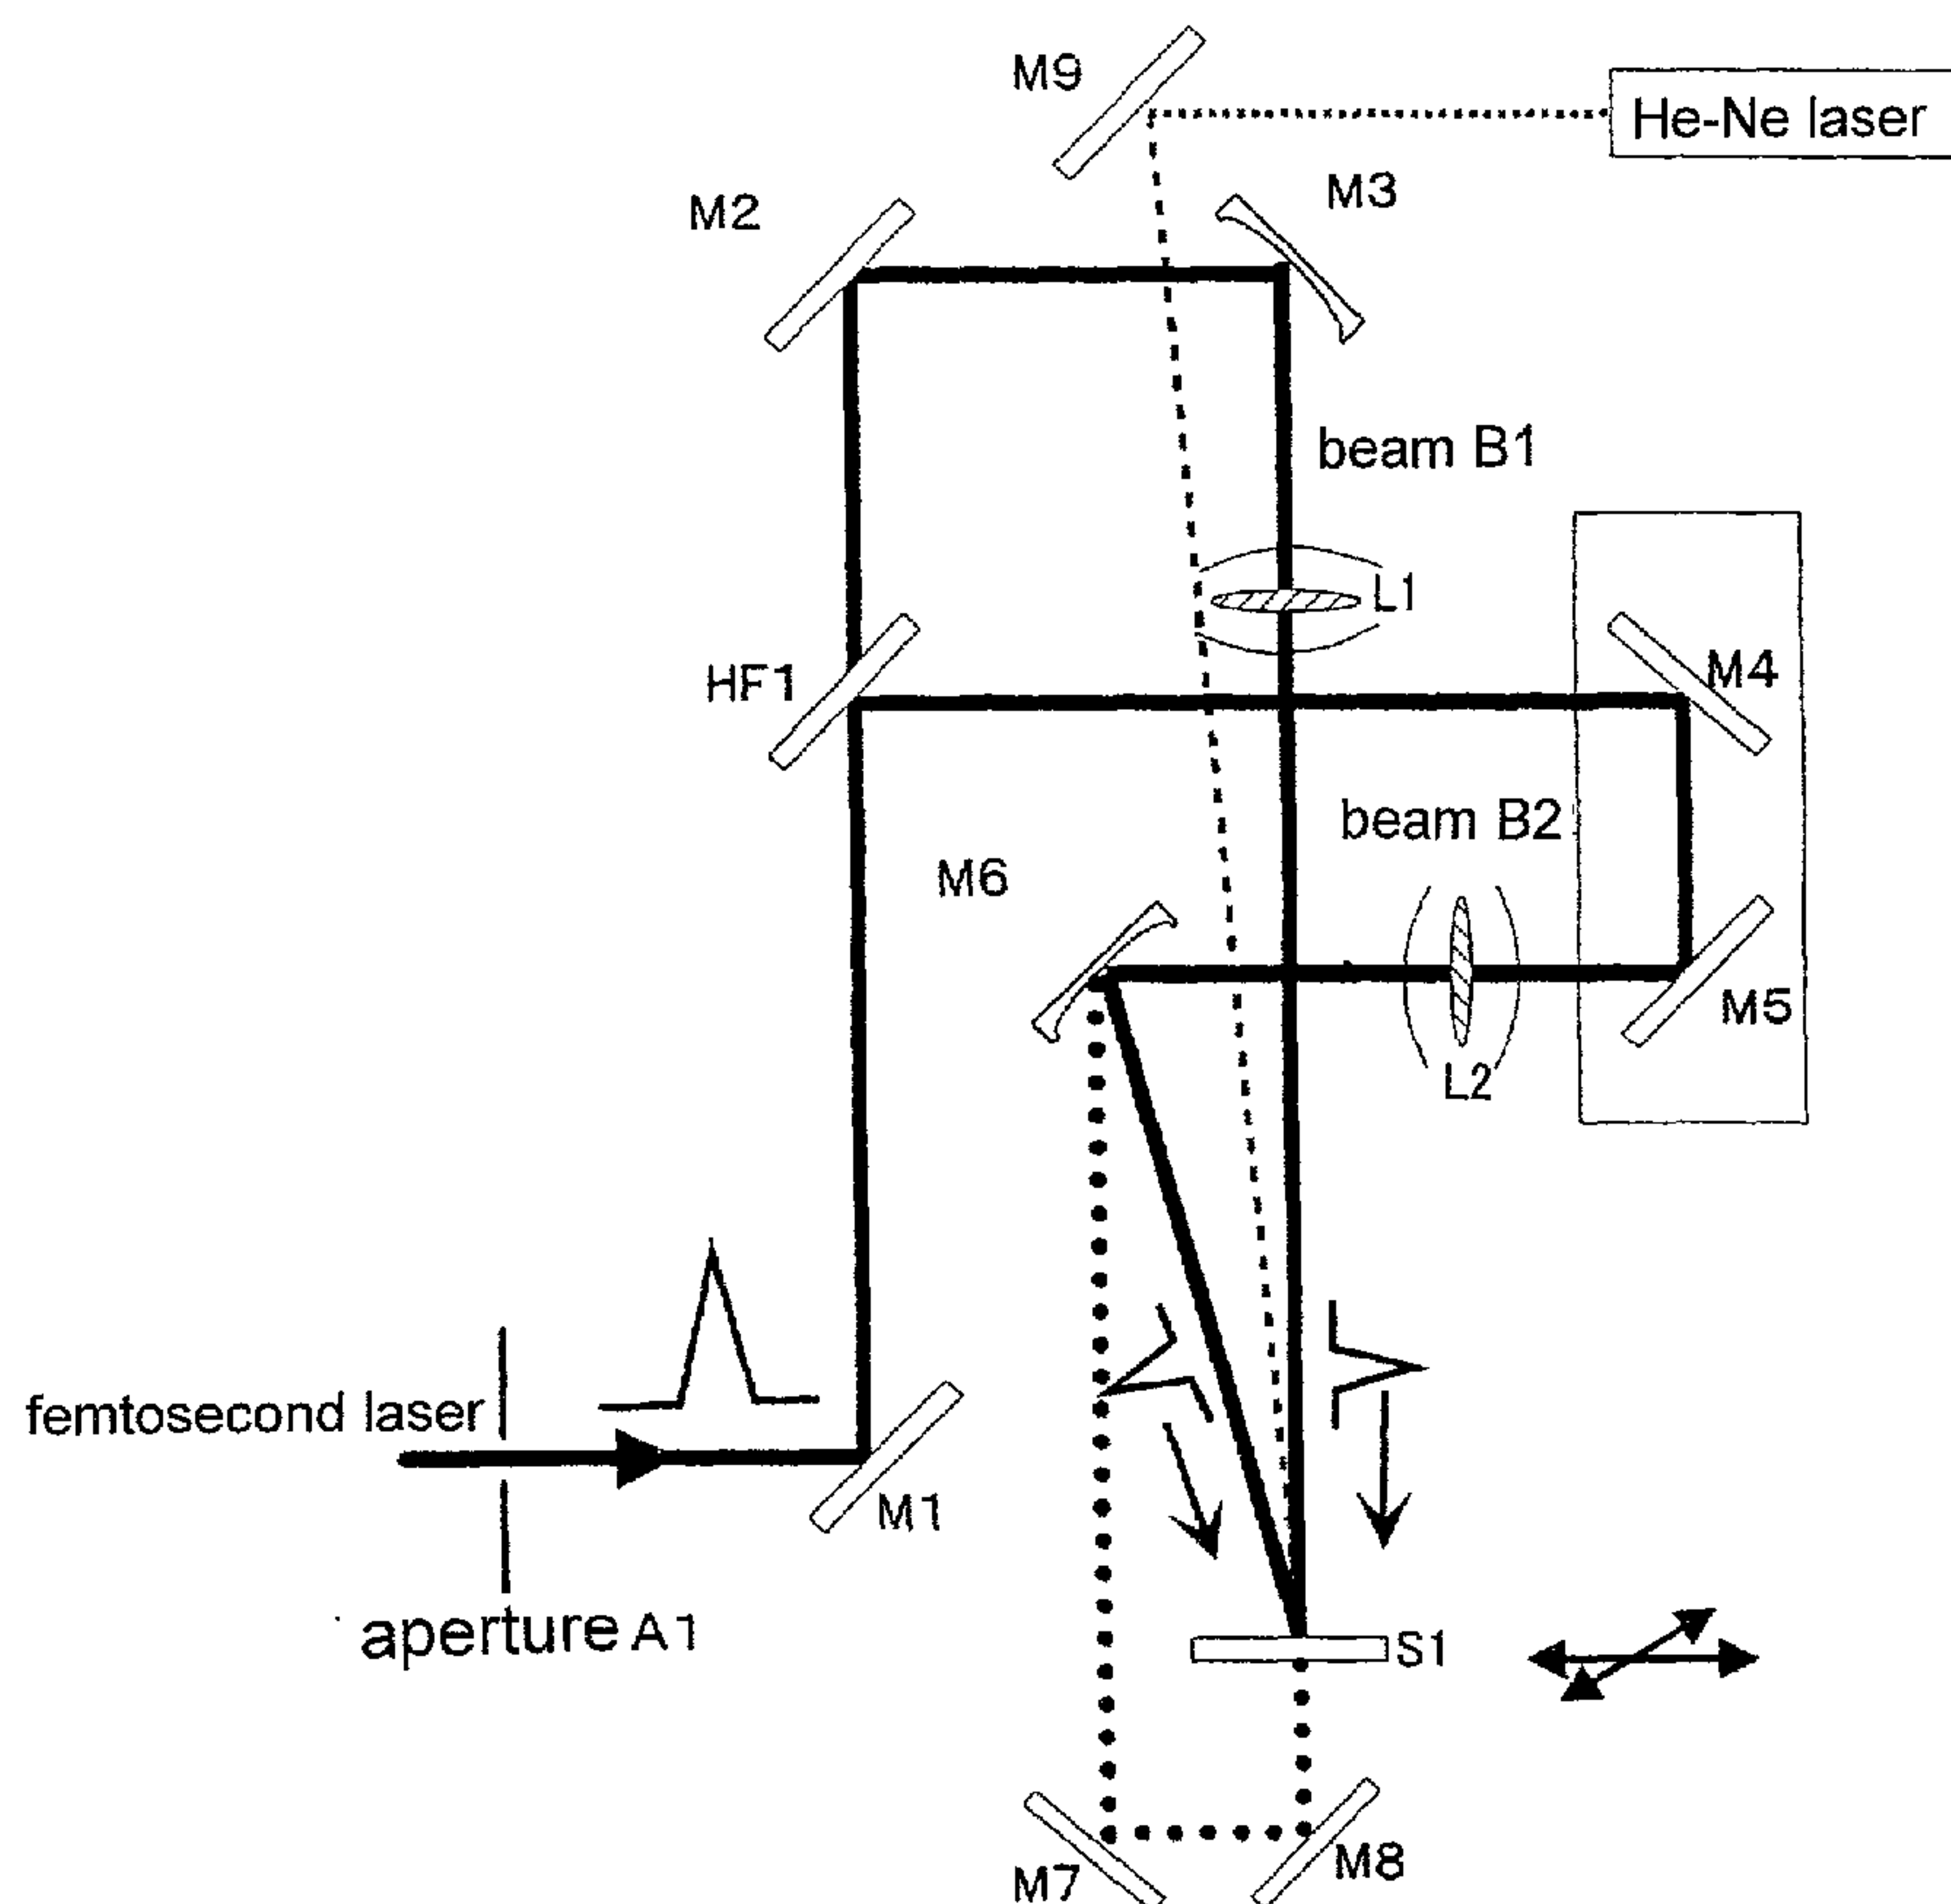 M9
He-Ne laser
M3
M2
beam B1
L1
M4
HF1
beam B2
M6
M5
L2
femtosecond laser
M1
aperture A1
S1
M8
M7